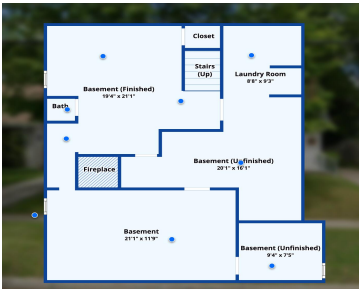 Closet
Stairs
(Up)
Laundry Room
8'8" x 9'3"
Basement (Finished)
19'4" x 21'1"
Bath
Basement (Unfinished)
20'1" x 16'1"
Fireplace
Basement
21'1" x 11'9"
Basement (Unfinished)
9'4" x 7'5"